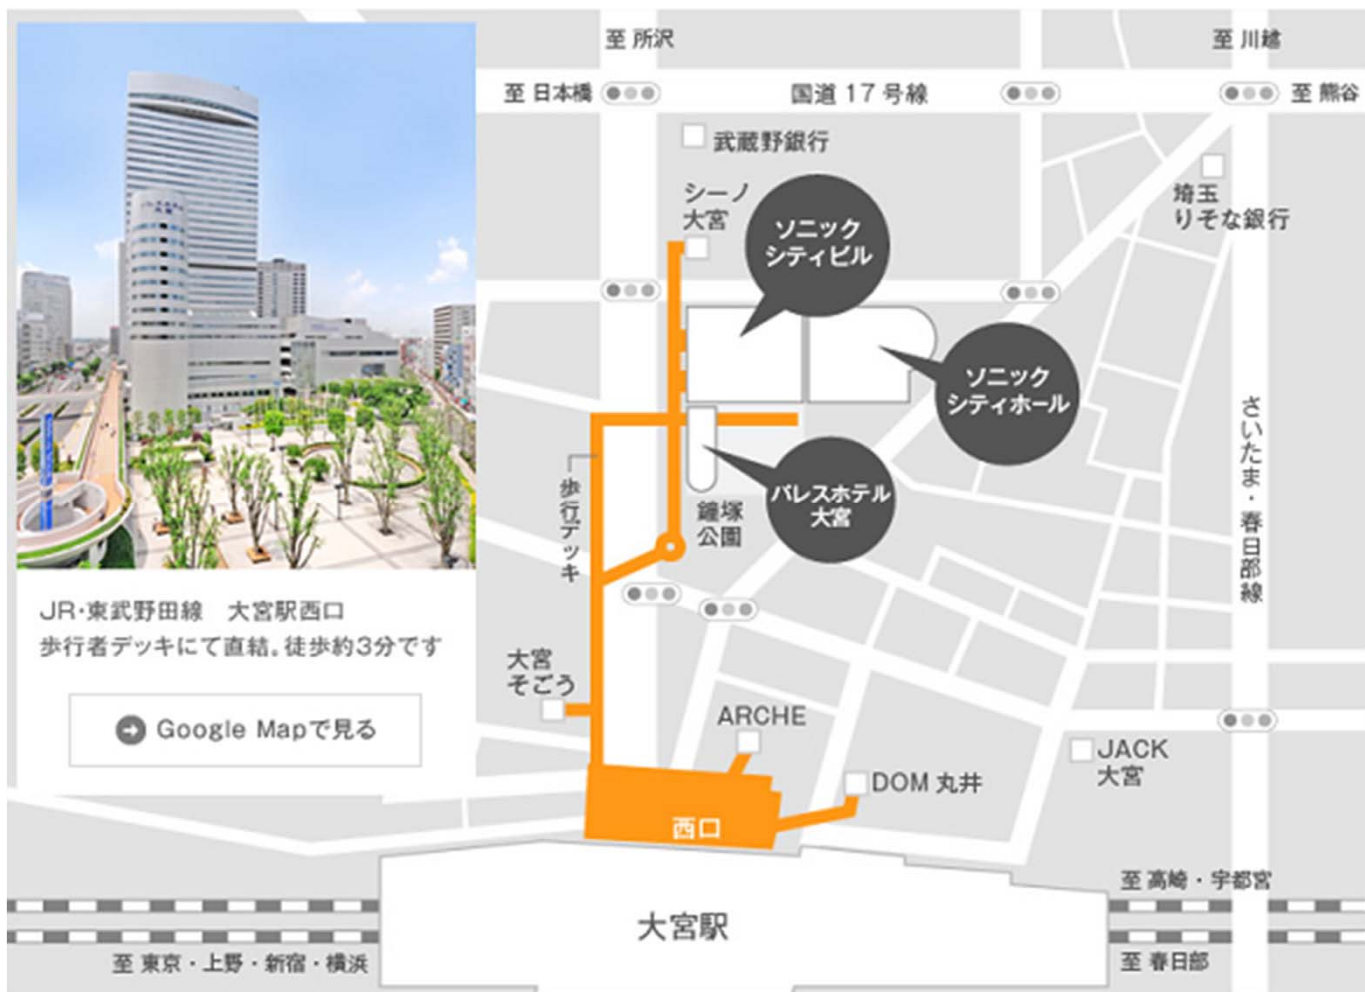 至 所沢
至 川越
至 日本橋
国道 17 号線
至 熊谷
武蔵野銀行
シーノ
大宮
ソニック
シティビル
埼玉
りそな銀行
ソニック
シティホール
さいたま・春日部線
歩行デッキ
パレスホテル
大宮
鐘塚
公園
JR・東武野田線　大宮駅西口
歩行者デッキにて直結。徒歩約3分です
Google Mapで見る
大宮
そごう
ARCHE
JACK
大宮
DOM 丸井
西口
大宮駅
至 高崎・宇都宮
至 東京・上野・新宿・横浜
至 春日部